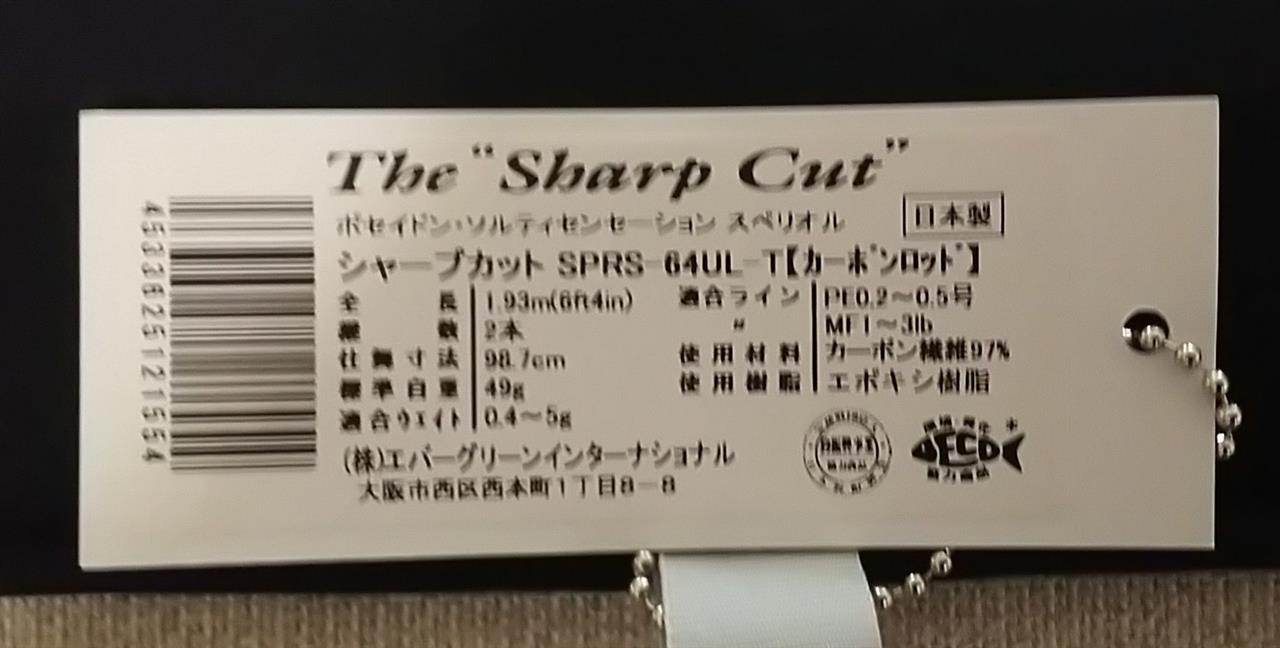 The "Sharp Cut"
ポセイドン・ソルティセンセーション スペリオル
日本製
シャープカット SPRS-64UL-T【カーボンロッド】
全長 1.93m(6ft4in)
継数 2本
仕舞寸法 98.7cm
標準自重 49g
適合ウエイト 0.4～5g
適合ライン PE0.2～0.5号
〃 MF1～3lb
使用材料 カーボン繊維97%
使用樹脂 エポキシ樹脂
(株)エバーグリーンインターナショナル
大阪市西区西本町1丁目8-8
4533625121554
DECO
協力商品